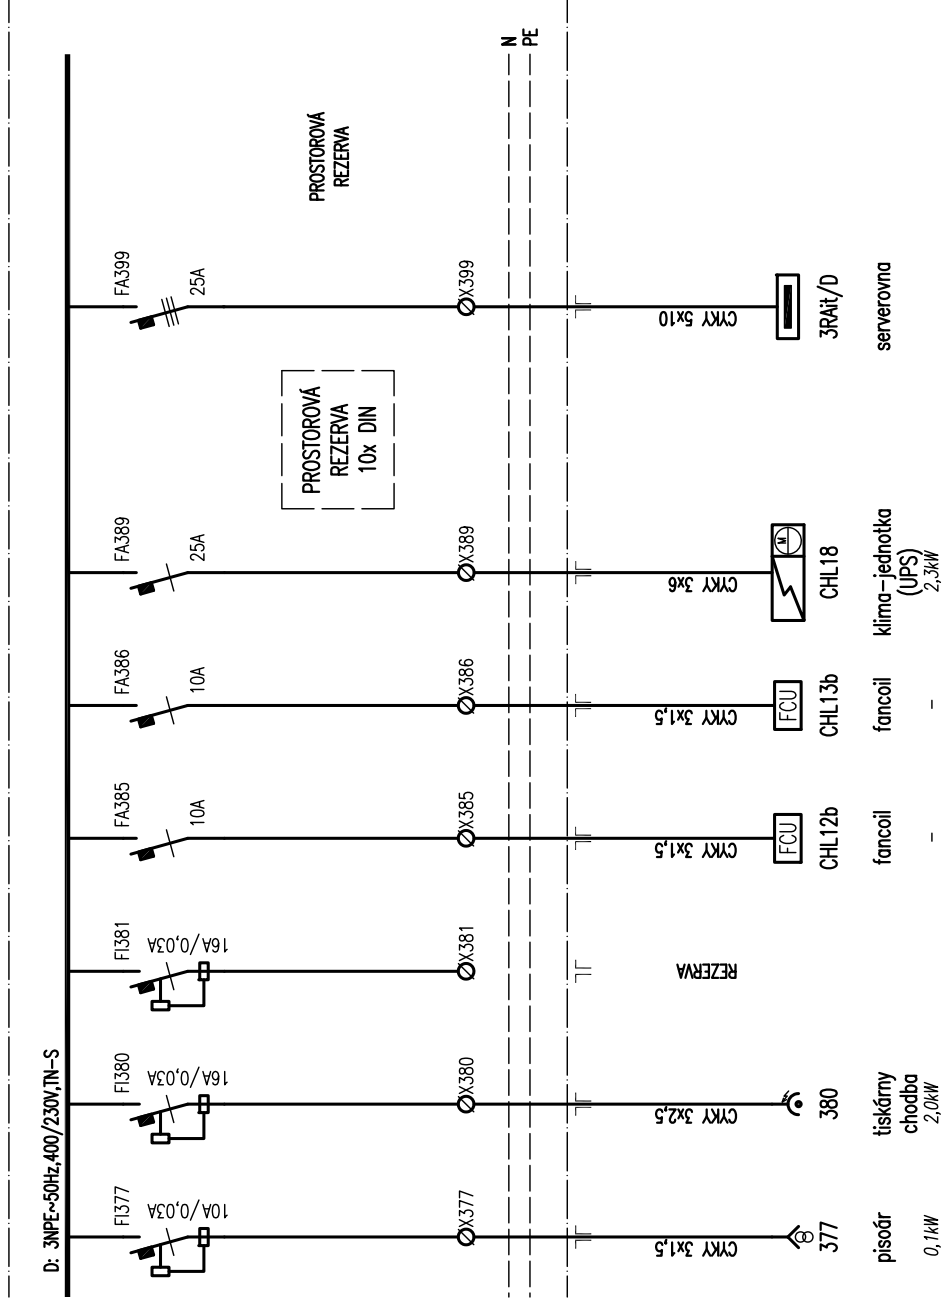 D: 3NPE~50Hz,400/230V,TN-S
N
PE
FI377
10A/0,03A
X377
CYKY 3x1,5
377
pisoár
0,1kW
FI380
16A/0,03A
X380
CYKY 3x2,5
380
tiskárny
chodba
2,0kW
FI381
16A/0,03A
X381
REZERVA
FA385
10A
X385
CYKY 3x1,5
FCU
CHL12b
fancoil
-
FA386
10A
X386
CYKY 3x1,5
FCU
CHL13b
fancoil
-
FA389
25A
X389
CYKY 3x6
M
CHL18
klima-jednotka
(UPS)
2,3kW
PROSTOROVÁ
REZERVA
10x DIN
FA399
25A
X399
CYKY 5x10
3RAit/D
serverovna
PROSTOROVÁ
REZERVA